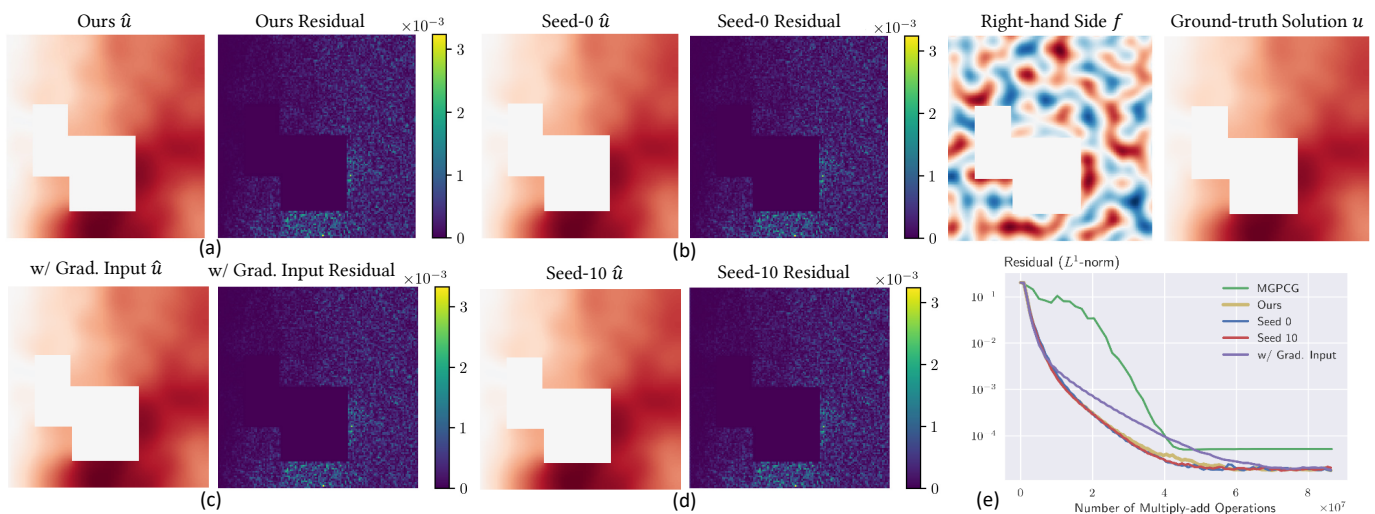 Ours û
Ours Residual
×10⁻³
3
2
1
0
(a)
Seed-0 û
Seed-0 Residual
×10⁻³
3
2
1
0
(b)
Right-hand Side f
Ground-truth Solution u
w/ Grad. Input û
w/ Grad. Input Residual
×10⁻³
3
2
1
0
(c)
Seed-10 û
Seed-10 Residual
×10⁻³
3
2
1
0
(d)
Residual (L¹-norm)
10⁻¹
10⁻²
10⁻³
10⁻⁴
MGPCG
Ours
Seed 0
Seed 10
w/ Grad. Input
0 2 4 6 8
×10⁷
Number of Multiply-add Operations
(e)